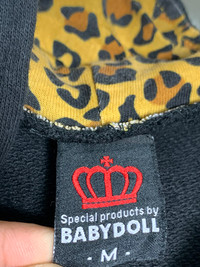 Special products by
BABYDOLL
- M -